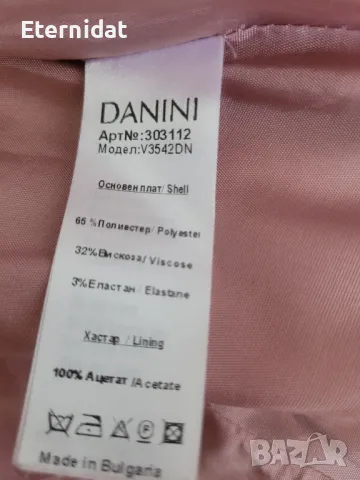 Eternidat
DANINI
Арт№:303112
Модел:V3542DN
Основен плат/ Shell
65 %Полиестер/ Polyester
32%Вискоза/ Viscose
3%Еластан / Elastane
Хастар / Lining
100% Ацетат /Acetate
P
Made in Bulgaria
BAZAR